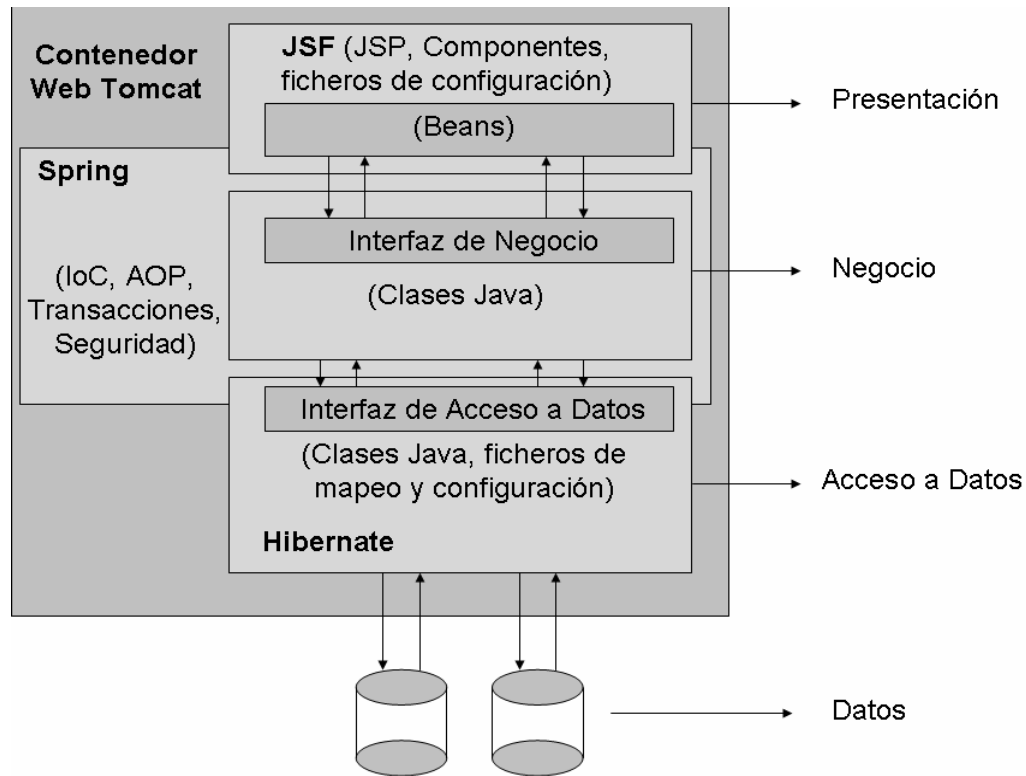 Contenedor
Web Tomcat
JSF (JSP, Componentes,
ficheros de configuración)
(Beans)
Presentación
Spring
(IoC, AOP,
Transacciones,
Seguridad)
Interfaz de Negocio
(Clases Java)
Negocio
Interfaz de Acceso a Datos
(Clases Java, ficheros de
mapeo y configuración)
Hibernate
Acceso a Datos
Datos